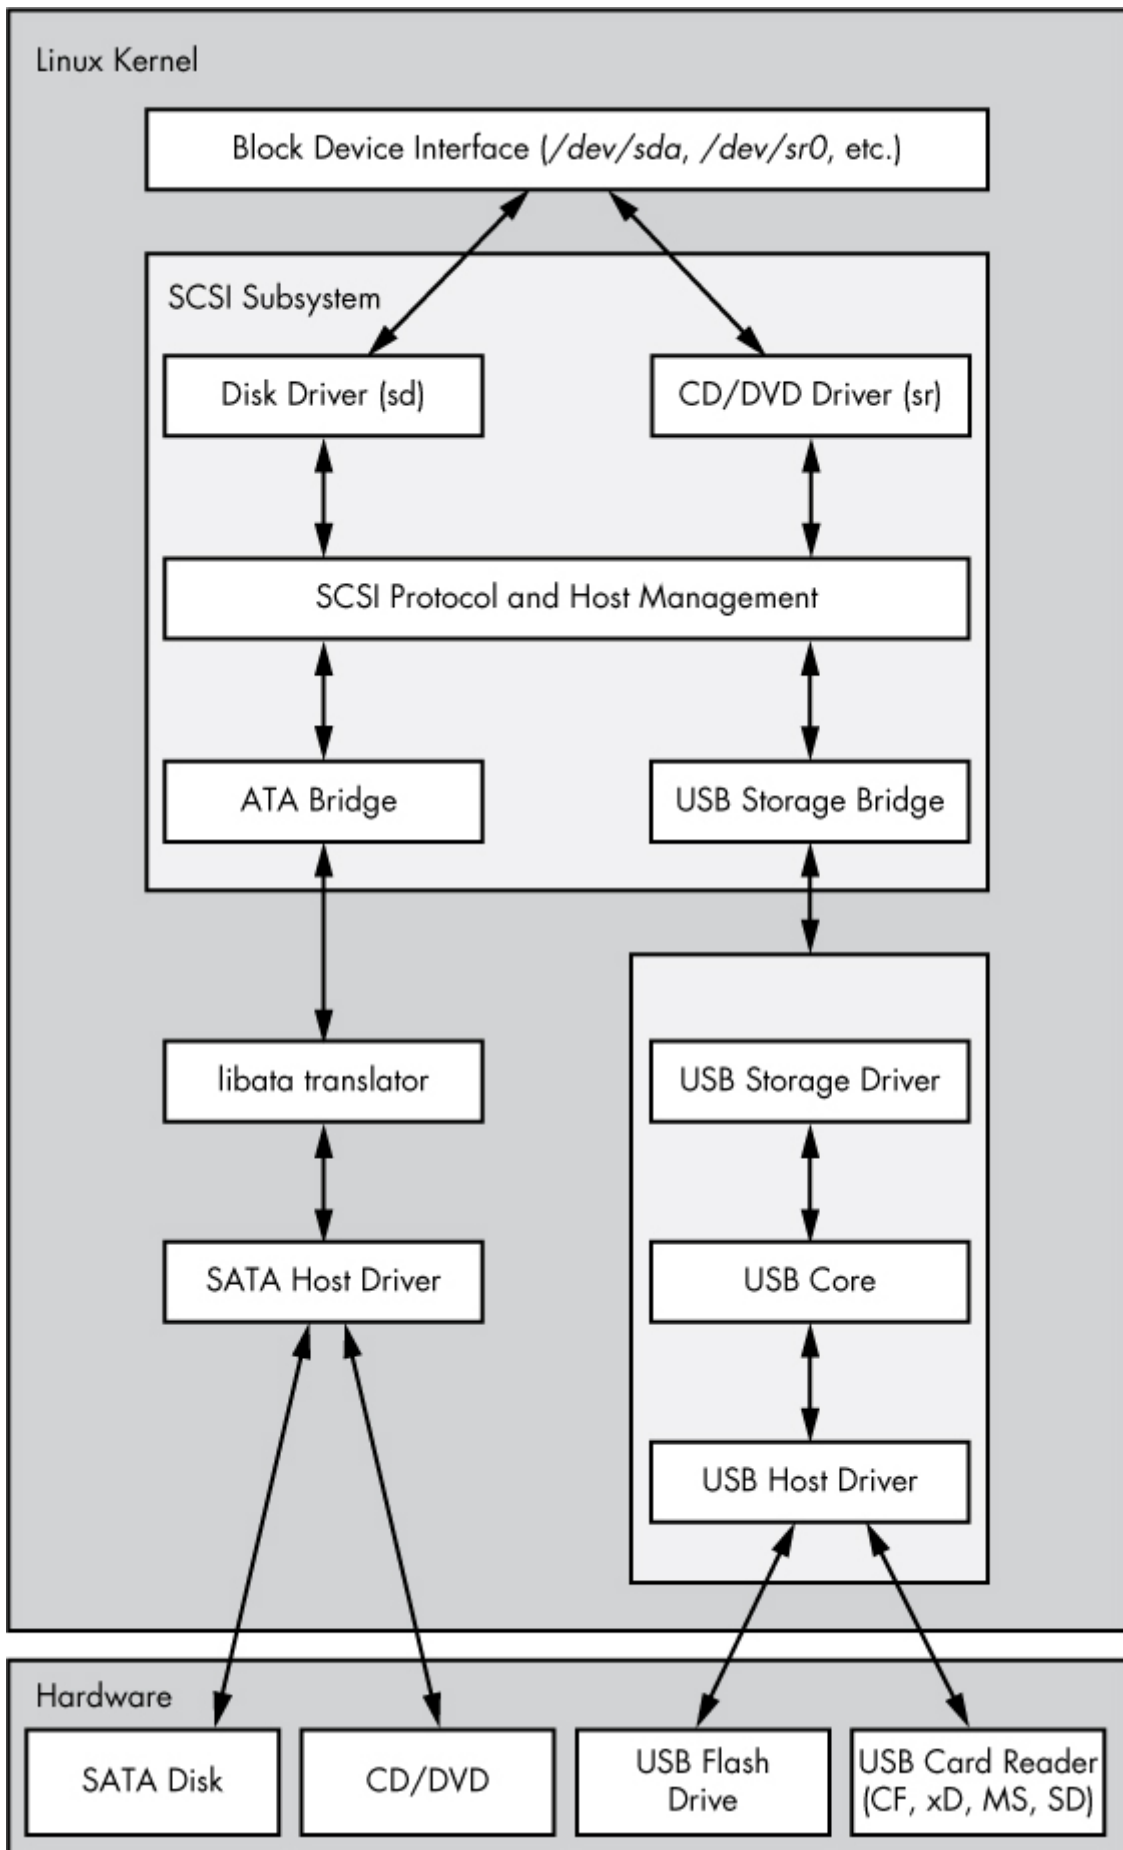 Linux Kernel
Block Device Interface (/dev/sda, /dev/sr0, etc.)
SCSI Subsystem
Disk Driver (sd)
CD/DVD Driver (sr)
SCSI Protocol and Host Management
ATA Bridge
USB Storage Bridge
libata translator
USB Storage Driver
SATA Host Driver
USB Core
USB Host Driver
Hardware
SATA Disk
CD/DVD
USB Flash
Drive
USB Card Reader
(CF, xD, MS, SD)